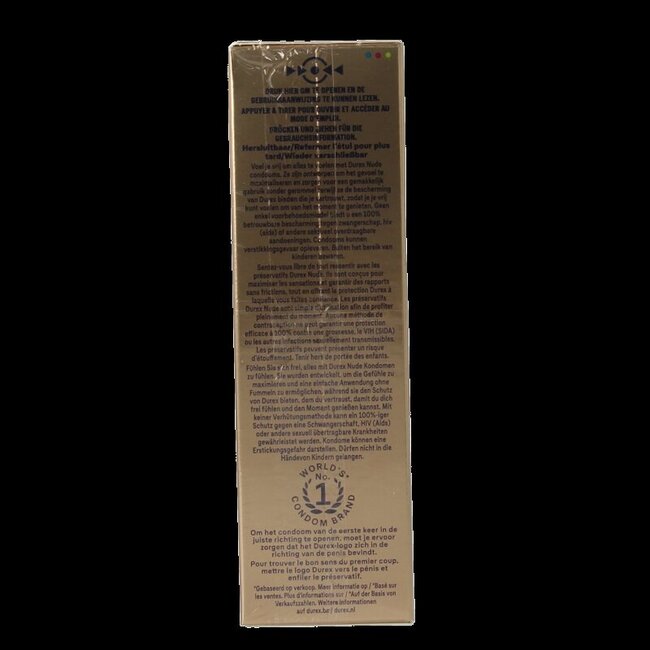 DRUK HIER OM TE OPENEN EN DE
GEBRUIKSAANWIJZING TE KUNNEN LEZEN.
APPUYER & TIRER POUR OUVRIR ET ACCÉDER AU
MODE D'EMPLOI.
DRÜCKEN UND ZIEHEN FÜR DIE
GEBRAUCHSINFORMATION.
Hersluitbaar/Refermer l'étui pour plus
tard/Wieder verschließbar
Voel je vrij om alles te voelen met Durex Nude
condooms. Ze zijn ontworpen om het gevoel te
maximaliseren en zorgen voor een gemakkelijk
gebruik zonder gerommel terwijl ze de bescherming
van Durex bieden die je vertrouwt, zodat je je vrij
kunt voelen om van het moment te genieten. Geen
enkel voorbehoedsmiddel biedt u een 100%
betrouwbare bescherming tegen zwangerschap, hiv
(aids) of andere seksueel overdraagbare
aandoeningen. Condooms kunnen
verstikkingsgevaar opleveren. Buiten het bereik van
kinderen bewaren.
Sentez-vous libre de tout ressentir avec les
préservatifs Durex Nude. Ils sont conçus pour
maximiser les sensations et garantir des rapports
sans frictions, tout en offrant la protection Durex à
laquelle vous faites confiance. Les préservatifs
Durex Nude sont simples d'utilisation afin de profiter
pleinement du moment. Aucune méthode de
contraception ne peut garantir une protection
efficace à 100% contre une grossesse, le VIH (SIDA)
ou les autres infections sexuellement transmissibles.
Les préservatifs peuvent présenter un risque
d'étouffement. Tenir hors de portée des enfants.
Fühlen Sie sich frei, alles mit Durex Nude Kondomen
zu fühlen. Sie wurden entwickelt, um die Gefühle zu
maximieren und eine einfache Anwendung ohne
Fummeln zu ermöglichen, während sie den Schutz
von Durex bieten, dem du vertraust, damit du dich
frei fühlen und den Moment genießen kannst. Mit
keiner Verhütungsmethode kann ein 100%-iger
Schutz gegen eine Schwangerschaft, HIV (Aids)
oder andere sexuell übertragbare Krankheiten
gewährleistet werden. Kondome können eine
Erstickungsgefahr darstellen. Dürfen nicht in die
Hände von Kindern gelangen.
WORLD'S*
No.
1
CONDOM BRAND
Om het condoom van de eerste keer in de
juiste richting te openen, moet je ervoor
zorgen dat het Durex-logo zich in de
richting van de penis bevindt.
Pour trouver le bon sens du premier coup,
mettre le logo Durex vers le pénis et
enfiler le préservatif.
*Gebaseerd op verkoop. Meer informatie op / *Basé sur
les ventes. Plus d'informations sur / *Auf der Basis von
Verkaufszahlen. Weitere Informationen
auf durex.be / durex.nl